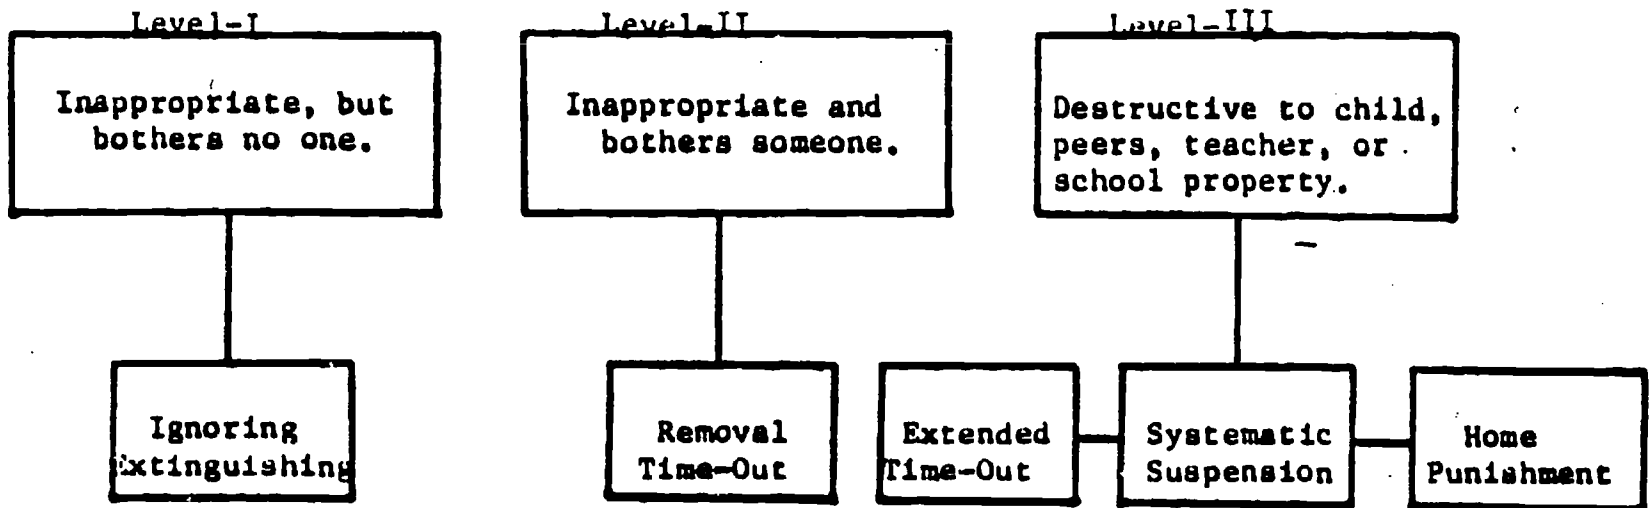 Level-I
Level-II
Level-III
Inappropriate, but
bothers no one.
Inappropriate and
bothers someone.
Destructive to child,
peers, teacher, or
school property.
Ignoring
Extinguishing
Removal
Time-Out
Extended
Time-Out
Systematic
Suspension
Home
Punishment